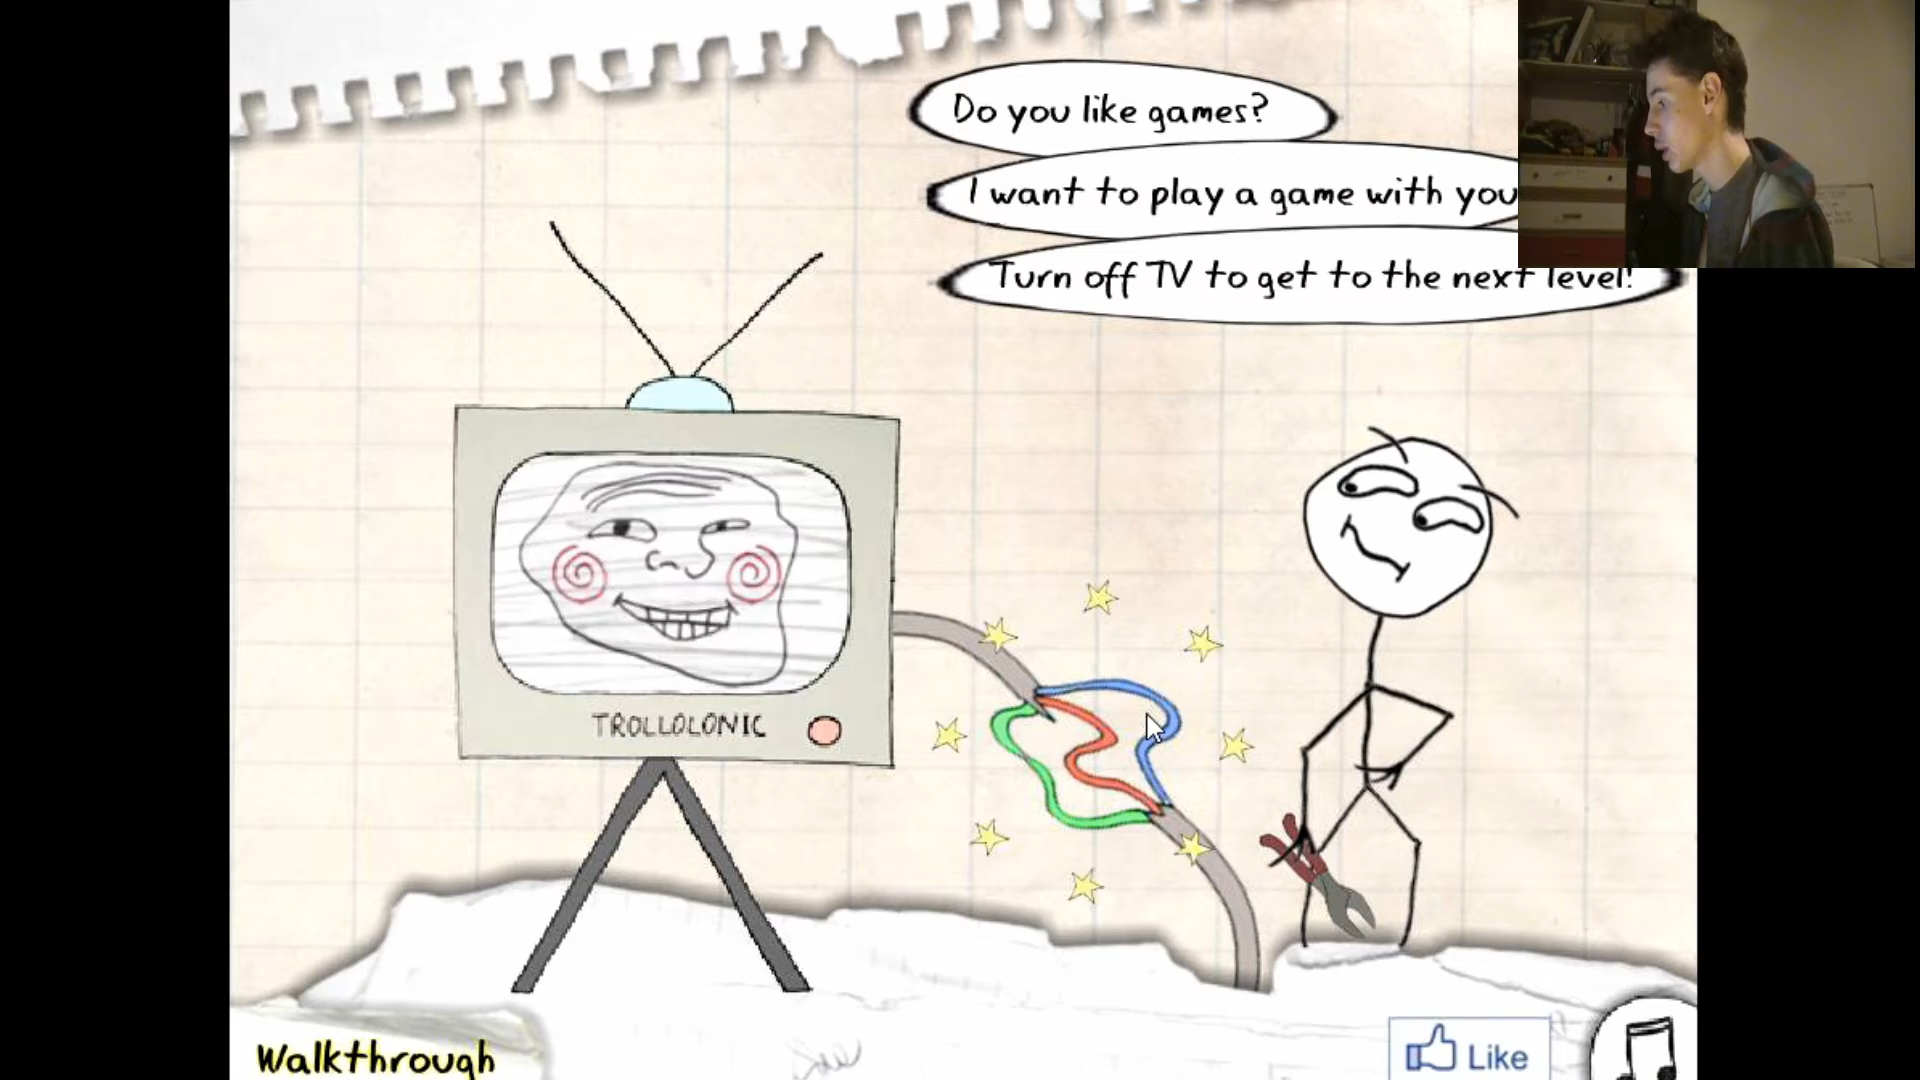 Do you like games?
I want to play a game with you
Turn off TV to get to the next level!
TROLLOLONIC
Walkthrough
Like